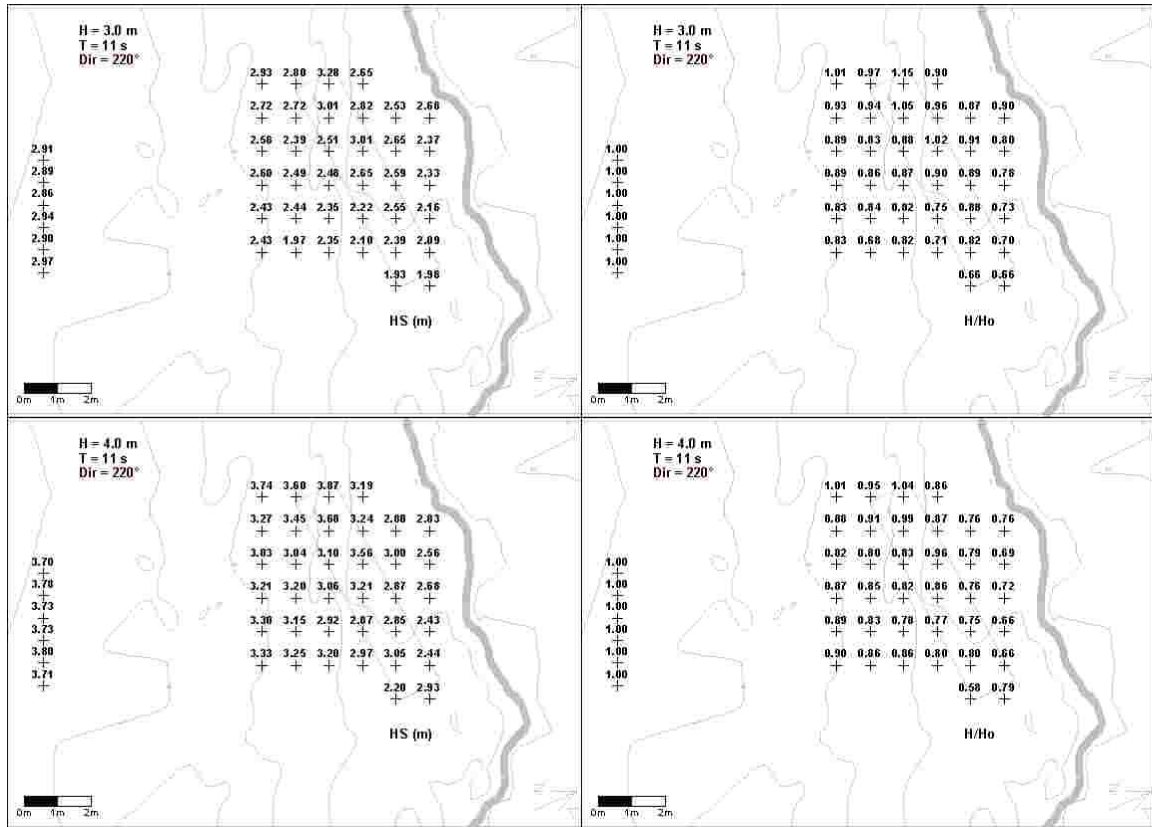 H = 3.0 m
T = 11 s
Dir = 220°
2.93 2.80 3.28 2.65
2.72 2.72 3.01 2.82 2.53 2.68
2.58 2.39 2.51 3.01 2.65 2.37
2.60 2.49 2.48 2.65 2.59 2.33
2.43 2.44 2.35 2.22 2.55 2.16
2.43 1.97 2.35 2.10 2.39 2.09
1.93 1.98
2.91
2.89
2.86
2.94
2.90
2.97
HS (m)
0m 1m 2m
H = 3.0 m
T = 11 s
Dir = 220°
1.01 0.97 1.15 0.90
0.93 0.94 1.05 0.96 0.87 0.90
0.89 0.83 0.88 1.02 0.91 0.80
0.89 0.86 0.87 0.90 0.89 0.78
0.83 0.84 0.82 0.75 0.88 0.73
0.83 0.68 0.82 0.71 0.82 0.70
0.66 0.66
1.00
1.00
1.00
1.00
1.00
1.00
H/Ho
0m 1m 2m
H = 4.0 m
T = 11 s
Dir = 220°
3.74 3.60 3.87 3.19
3.27 3.45 3.68 3.24 2.88 2.83
3.03 3.04 3.10 3.56 3.00 2.56
3.21 3.20 3.06 3.21 2.87 2.68
3.30 3.15 2.92 2.87 2.85 2.43
3.33 3.25 3.20 2.97 3.05 2.44
2.20 2.93
3.70
3.70
3.73
3.73
3.80
3.71
HS (m)
0m 1m 2m
H = 4.0 m
T = 11 s
Dir = 220°
1.01 0.95 1.04 0.86
0.88 0.91 0.99 0.87 0.76 0.76
0.82 0.80 0.83 0.96 0.79 0.69
0.87 0.85 0.82 0.86 0.76 0.72
0.89 0.83 0.78 0.77 0.75 0.66
0.90 0.86 0.86 0.80 0.80 0.66
0.58 0.79
1.00
1.00
1.00
1.00
1.00
1.00
H/Ho
0m 1m 2m